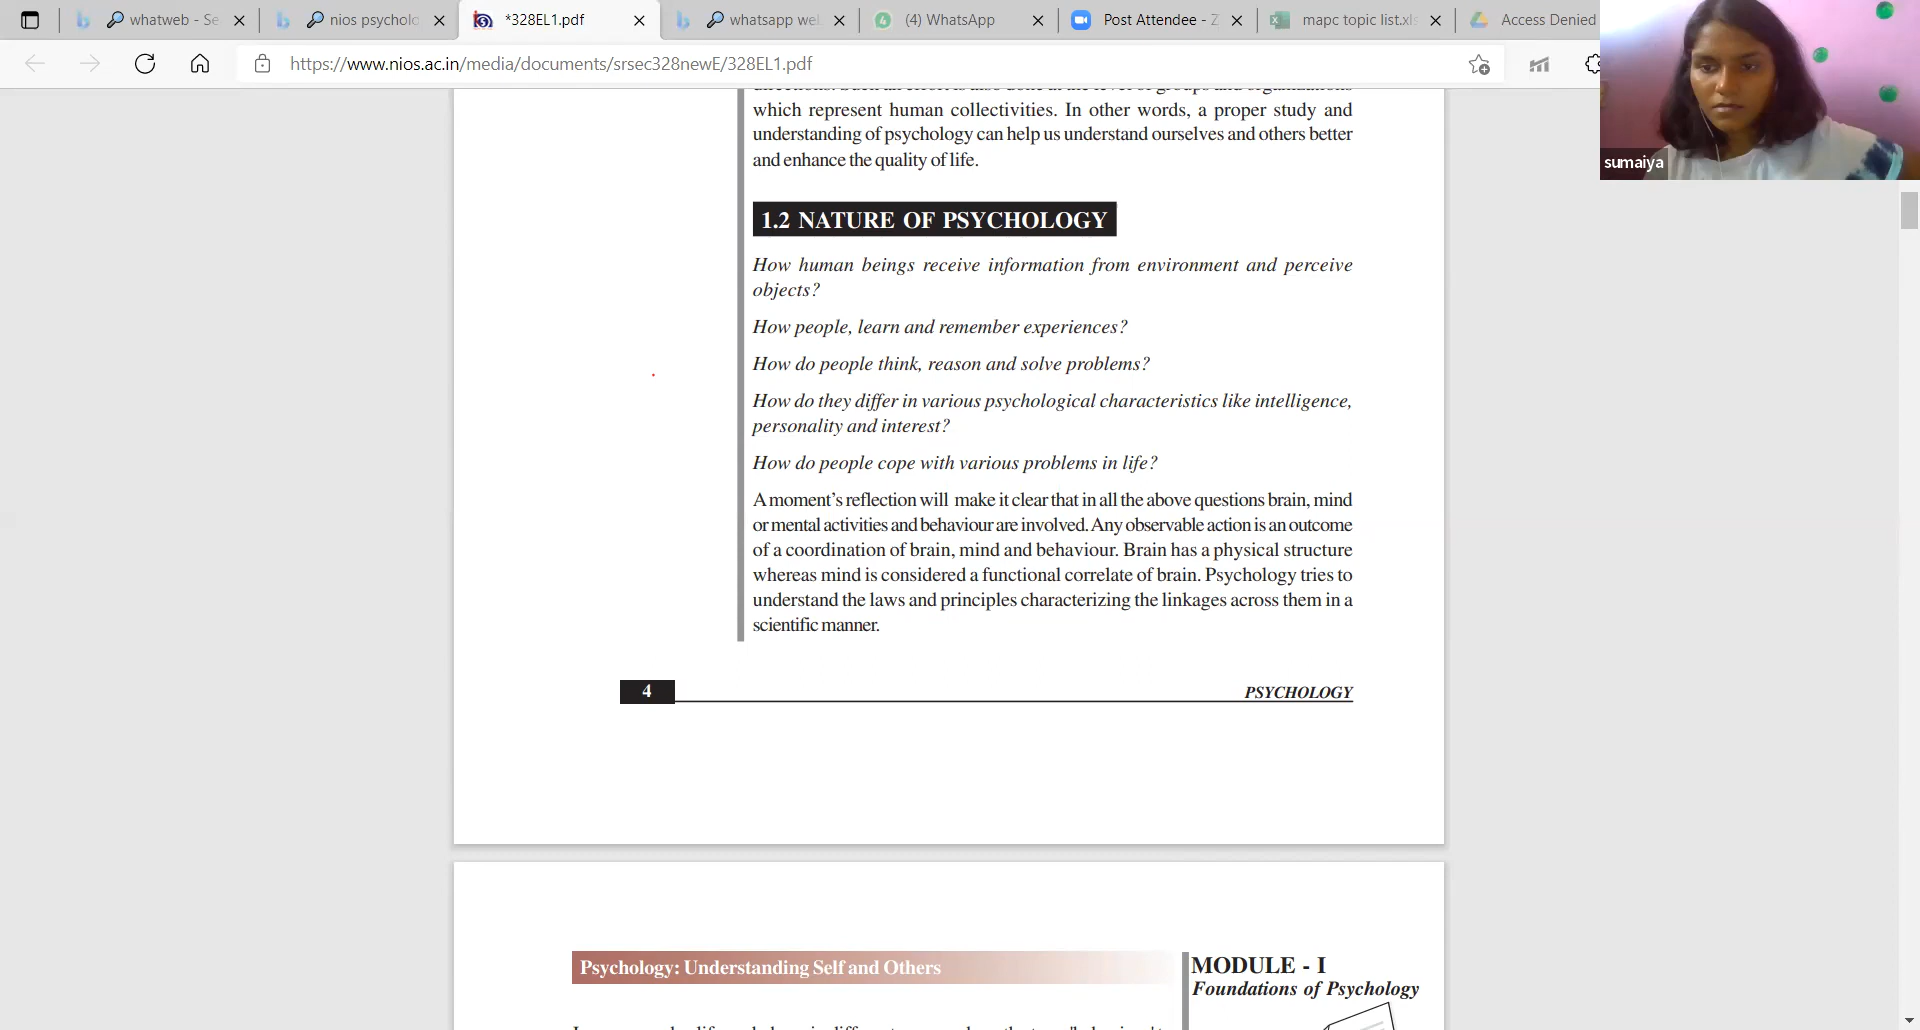 whatweb - Se
nios psycholo
*328EL1.pdf
whatsapp we
(4) WhatsApp
Post Attendee - Z
mapc topic list.xls
Access Denied
https://www.nios.ac.in/media/documents/srsec328newE/328EL1.pdf
sumaiya
which represent human collectivities. In other words, a proper study and
understanding of psychology can help us understand ourselves and others better
and enhance the quality of life.
1.2 NATURE OF PSYCHOLOGY
How human beings receive information from environment and perceive
objects?
How people, learn and remember experiences?
How do people think, reason and solve problems?
How do they differ in various psychological characteristics like intelligence,
personality and interest?
How do people cope with various problems in life?
A moment's reflection will make it clear that in all the above questions brain, mind
or mental activities and behaviour are involved. Any observable action is an outcome
of a coordination of brain, mind and behaviour. Brain has a physical structure
whereas mind is considered a functional correlate of brain. Psychology tries to
understand the laws and principles characterizing the linkages across them in a
scientific manner.
4
PSYCHOLOGY
Psychology: Understanding Self and Others
MODULE - I
Foundations of Psychology